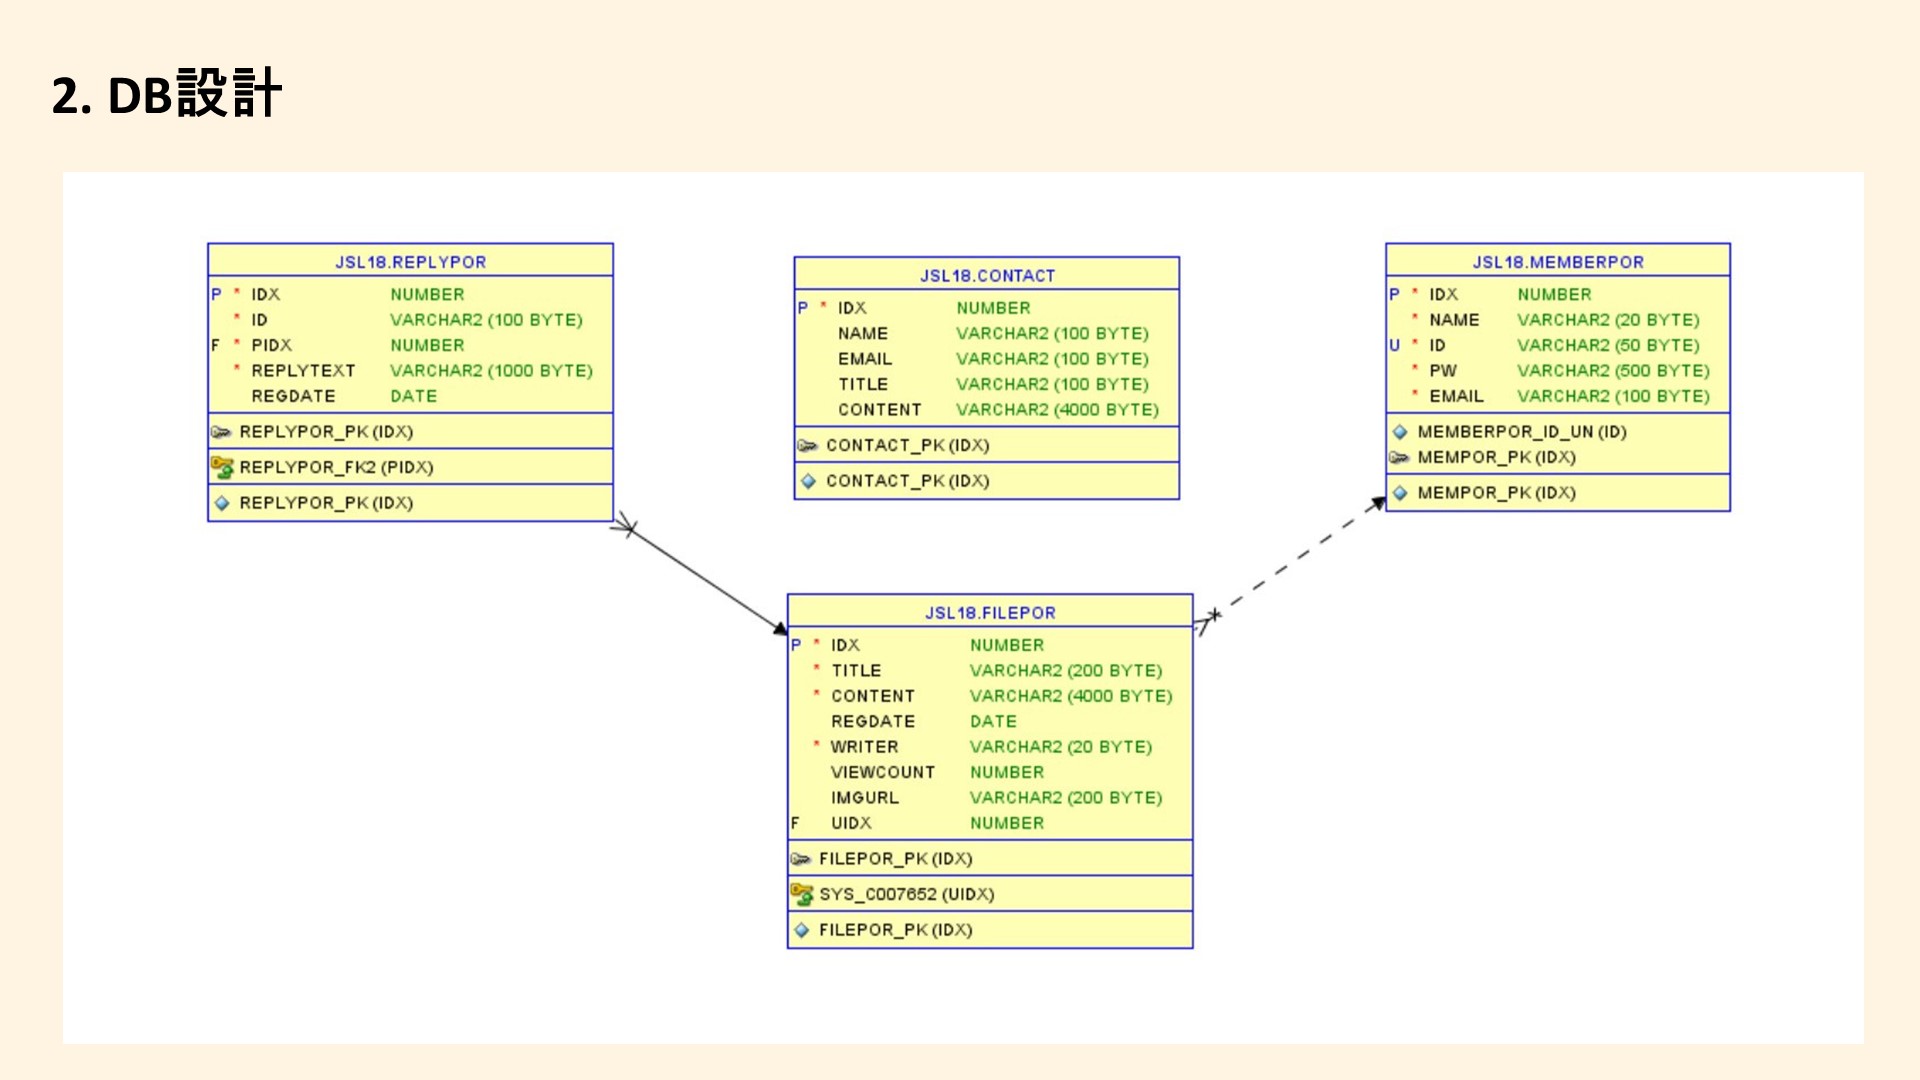 2. DB設計
JSL18.REPLYPOR
P * IDX NUMBER
* ID VARCHAR2 (100 BYTE)
F * PIDX NUMBER
* REPLYTEXT VARCHAR2 (1000 BYTE)
REGDATE DATE
REPLYPOR_PK (IDX)
REPLYPOR_FK2 (PIDX)
REPLYPOR_PK (IDX)
JSL18.CONTACT
P * IDX NUMBER
NAME VARCHAR2 (100 BYTE)
EMAIL VARCHAR2 (100 BYTE)
TITLE VARCHAR2 (100 BYTE)
CONTENT VARCHAR2 (4000 BYTE)
CONTACT_PK (IDX)
CONTACT_PK (IDX)
JSL18.MEMBERPOR
P * IDX NUMBER
* NAME VARCHAR2 (20 BYTE)
U * ID VARCHAR2 (50 BYTE)
* PW VARCHAR2 (500 BYTE)
* EMAIL VARCHAR2 (100 BYTE)
MEMBERPOR_ID_UN (ID)
MEMPOR_PK (IDX)
MEMPOR_PK (IDX)
JSL18.FILEPOR
P * IDX NUMBER
* TITLE VARCHAR2 (200 BYTE)
* CONTENT VARCHAR2 (4000 BYTE)
REGDATE DATE
* WRITER VARCHAR2 (20 BYTE)
VIEWCOUNT NUMBER
IMGURL VARCHAR2 (200 BYTE)
F UIDX NUMBER
FILEPOR_PK (IDX)
SYS_C007652 (UIDX)
FILEPOR_PK (IDX)